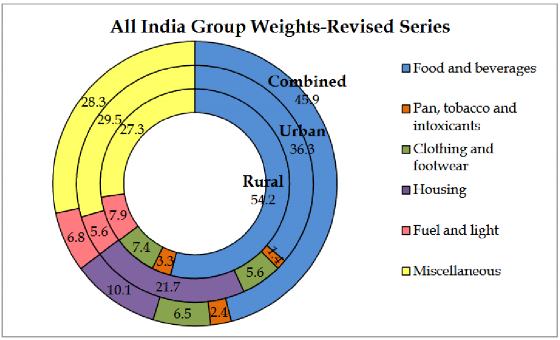 All India Group Weights-Revised Series
Combined
45.9
Urban
36.3
Rural
54.2
28.3
29.5
27.3
6.8
5.6
7.9
7.4
3.3
5.6
10.1
21.7
6.5
2.4
Food and beverages
Pan, tobacco and
intoxicants
Clothing and
footwear
Housing
Fuel and light
Miscellaneous